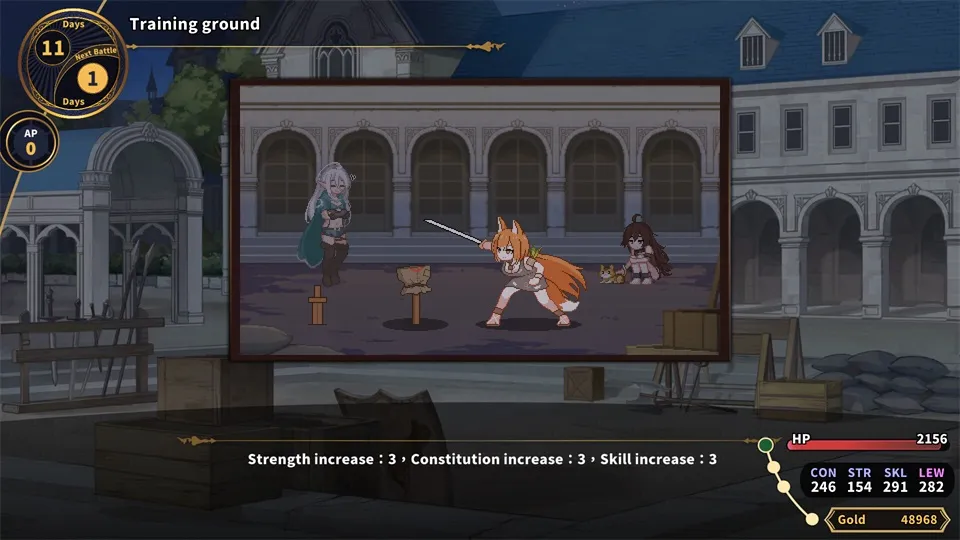 Days
11
Next Battle
1
Days
Training ground
AP
0
Strength increase：3，Constitution increase：3，Skill increase：3
HP 2156
CON STR SKL LEW
246 154 291 282
Gold 48968